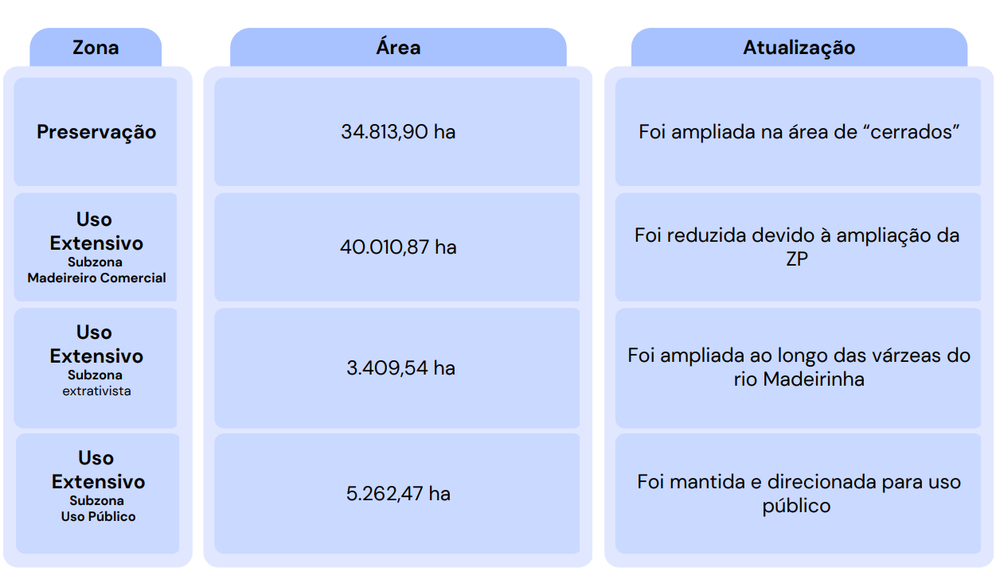 Zona
Área
Atualização
Preservação
34.813,90 ha
Foi ampliada na área de “cerrados”
Uso
Extensivo
Subzona
Madeireiro Comercial
40.010,87 ha
Foi reduzida devido à ampliação da
ZP
Uso
Extensivo
Subzona
extrativista
3.409,54 ha
Foi ampliada ao longo das várzeas do
rio Madeirinha
Uso
Extensivo
Subzona
Uso Público
5.262,47 ha
Foi mantida e direcionada para uso
público